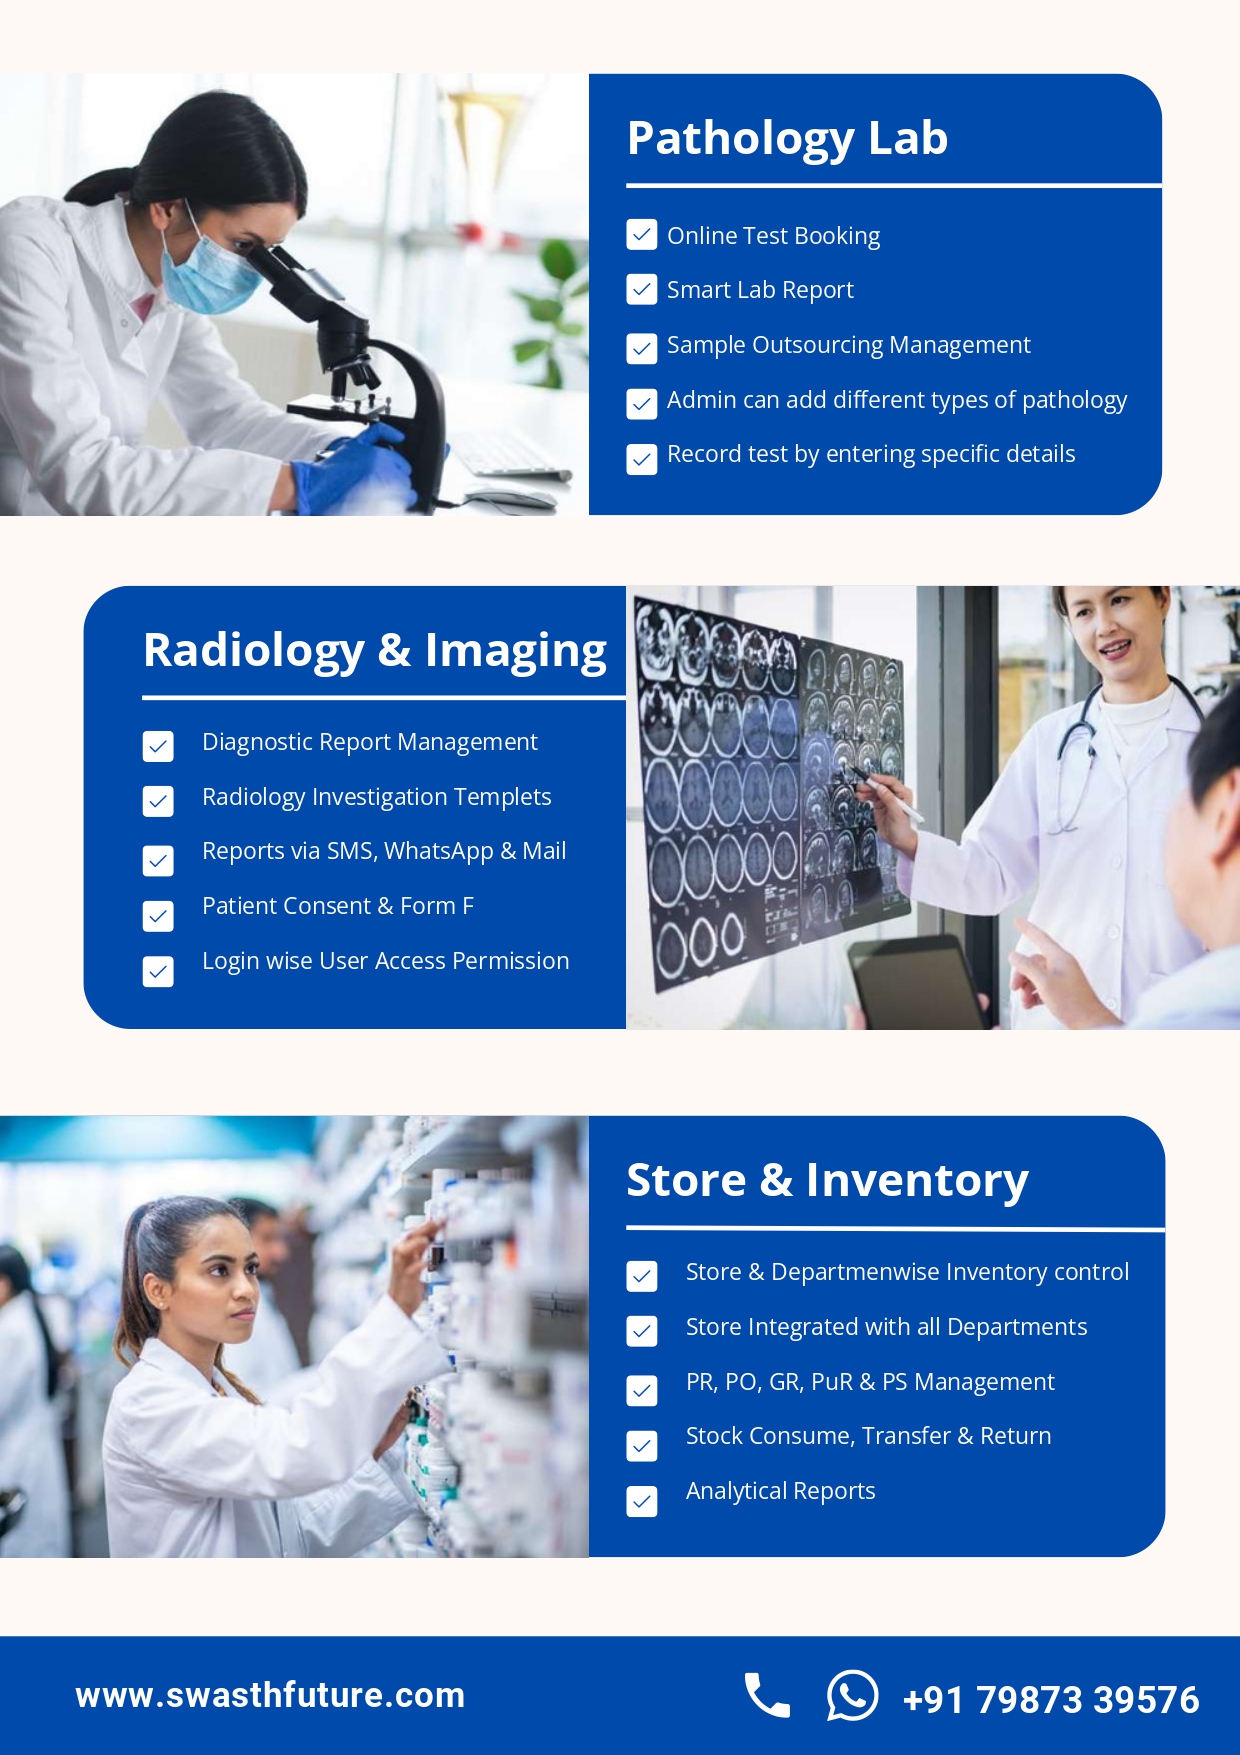 Pathology Lab
Online Test Booking
Smart Lab Report
Sample Outsourcing Management
Admin can add different types of pathology
Record test by entering specific details
Radiology & Imaging
Diagnostic Report Management
Radiology Investigation Templets
Reports via SMS, WhatsApp & Mail
Patient Consent & Form F
Login wise User Access Permission
Store & Inventory
Store & Departmenwise Inventory control
Store Integrated with all Departments
PR, PO, GR, PuR & PS Management
Stock Consume, Transfer & Return
Analytical Reports
www.swasthfuture.com
+91 79873 39576